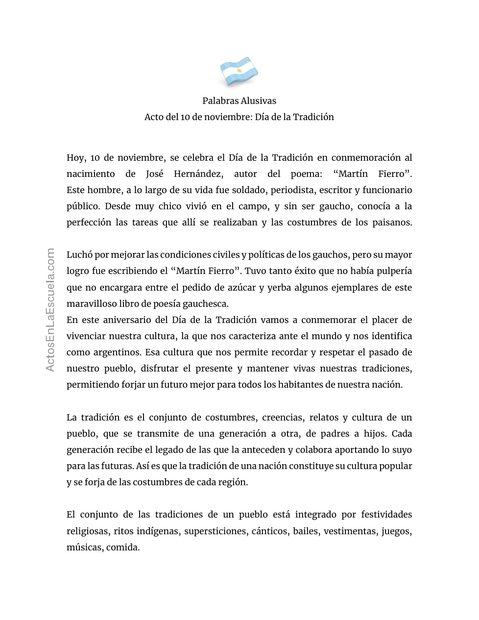 Palabras Alusivas
Acto del 10 de noviembre: Día de la Tradición
Hoy, 10 de noviembre, se celebra el Día de la Tradición en conmemoración al
nacimiento de José Hernández, autor del poema: “Martín Fierro”.
Este hombre, a lo largo de su vida fue soldado, periodista, escritor y funcionario
público. Desde muy chico vivió en el campo, y sin ser gaucho, conocía a la
perfección las tareas que allí se realizaban y las costumbres de los paisanos.
Luchó por mejorar las condiciones civiles y políticas de los gauchos, pero su mayor
logro fue escribiendo el “Martín Fierro”. Tuvo tanto éxito que no había pulpería
que no encargara entre el pedido de azúcar y yerba algunos ejemplares de este
maravilloso libro de poesía gauchesca.
En este aniversario del Día de la Tradición vamos a conmemorar el placer de
vivenciar nuestra cultura, la que nos caracteriza ante el mundo y nos identifica
como argentinos. Esa cultura que nos permite recordar y respetar el pasado de
nuestro pueblo, disfrutar el presente y mantener vivas nuestras tradiciones,
permitiendo forjar un futuro mejor para todos los habitantes de nuestra nación.
La tradición es el conjunto de costumbres, creencias, relatos y cultura de un
pueblo, que se transmite de una generación a otra, de padres a hijos. Cada
generación recibe el legado de las que la anteceden y colabora aportando lo suyo
para las futuras. Así es que la tradición de una nación constituye su cultura popular
y se forja de las costumbres de cada región.
El conjunto de las tradiciones de un pueblo está integrado por festividades
religiosas, ritos indígenas, supersticiones, cánticos, bailes, vestimentas, juegos,
músicas, comida.
ActosEnLaEscuela.com